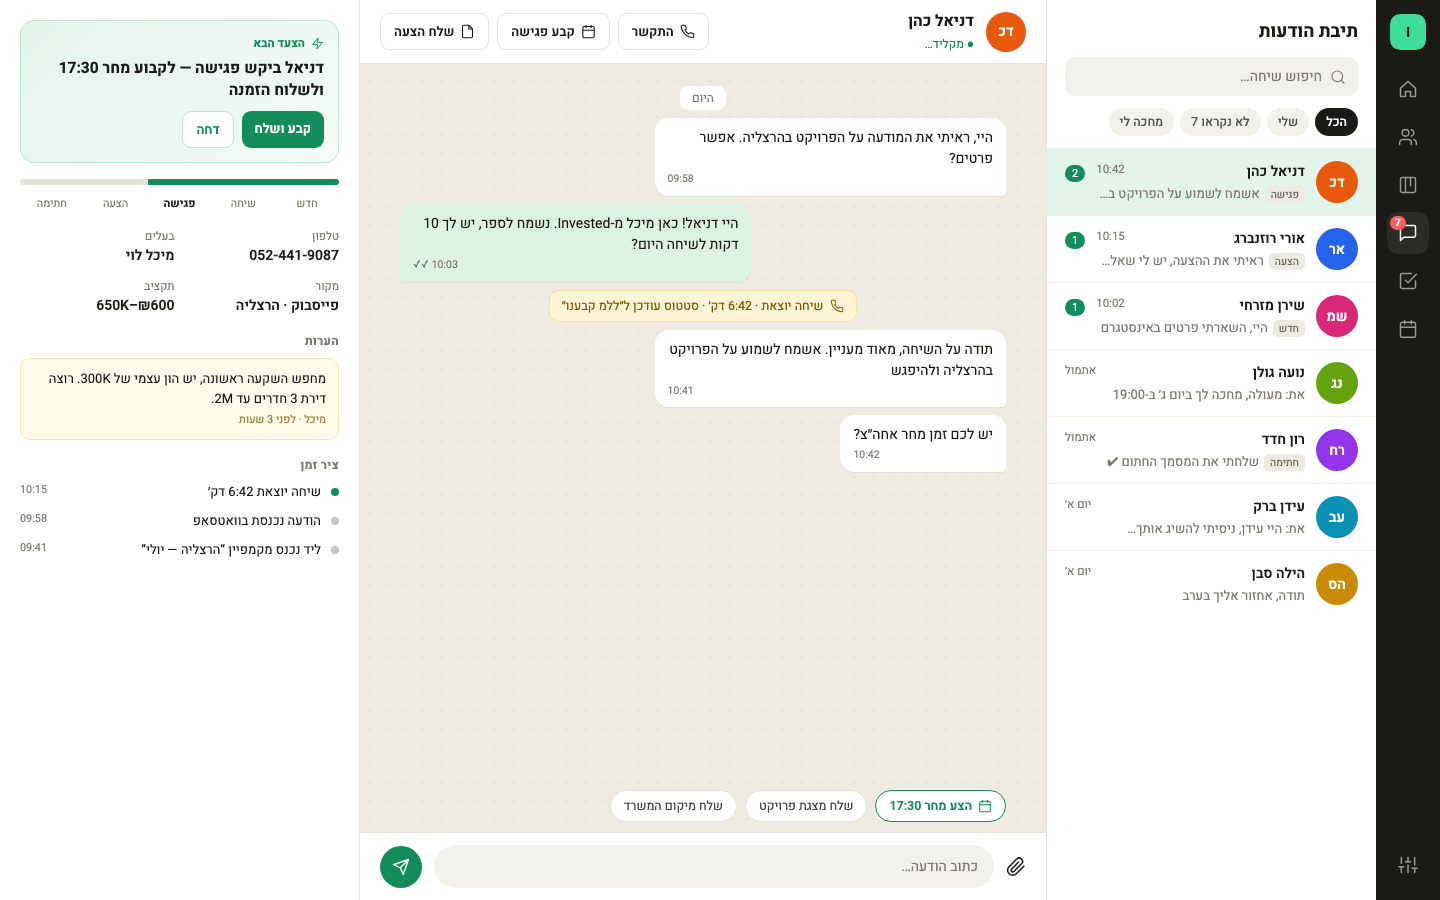 I
7
תיבת הודעות
חיפוש שיחה...
הכל
שלי
לא נקראו 7
מחכה לי
דכ
דניאל כהן
10:42
פגישה
אשמח לשמוע על הפרויקט ב...
2
אר
אורי רוזנברג
10:15
הצעה
ראיתי את ההצעה, יש לי שאל...
1
שמ
שירן מזרחי
10:02
חדש
היי, השארתי פרטים באינסטגרם
1
נג
נועה גולן
אתמול
את: מעולה, מחכה לך ביום ג׳ ב-19:00
רח
רון חדד
אתמול
חתימה
שלחתי את המסמך החתום ✔
עב
עידן ברק
יום א׳
את: היי עידן, ניסיתי להשיג אותך...
הס
הילה סבן
יום א׳
תודה, אחזור אליך בערב
דכ
דניאל כהן
● מקליד...
התקשר
קבע פגישה
שלח הצעה
היום
היי, ראיתי את המודעה על הפרויקט בהרצליה. אפשר
פרטים?
09:58
היי דניאל! כאן מיכל מ-Invested. נשמח לספר, יש לך 10
דקות לשיחה היום?
10:03 ✓✓
שיחה יוצאת · 6:42 דק׳ · סטטוס עודכן ל״ללמ קבענו״
תודה על השיחה, מאוד מעניין. אשמח לשמוע על הפרויקט
בהרצליה ולהיפגש
10:41
יש לכם זמן מחר אחה״צ?
10:42
הצע מחר 17:30
שלח מצגת פרויקט
שלח מיקום המשרד
כתוב הודעה...
הצעד הבא
דניאל ביקש פגישה — לקבוע מחר 17:30
ולשלוח הזמנה
קבע ושלח
דחה
חדש
שיחה
פגישה
הצעה
חתימה
טלפון
052-441-9087
בעלים
מיכל לוי
מקור
פייסבוק · הרצליה
תקציב
₪600–650K
הערות
מחפש השקעה ראשונה, יש הון עצמי של 300K. רוצה
דירת 3 חדרים עד 2M.
מיכל · לפני 3 שעות
ציר זמן
שיחה יוצאת 6:42 דק׳
10:15
הודעה נכנסת בוואטסאפ
09:58
ליד נכנס מקמפיין ״הרצליה — יולי״
09:41